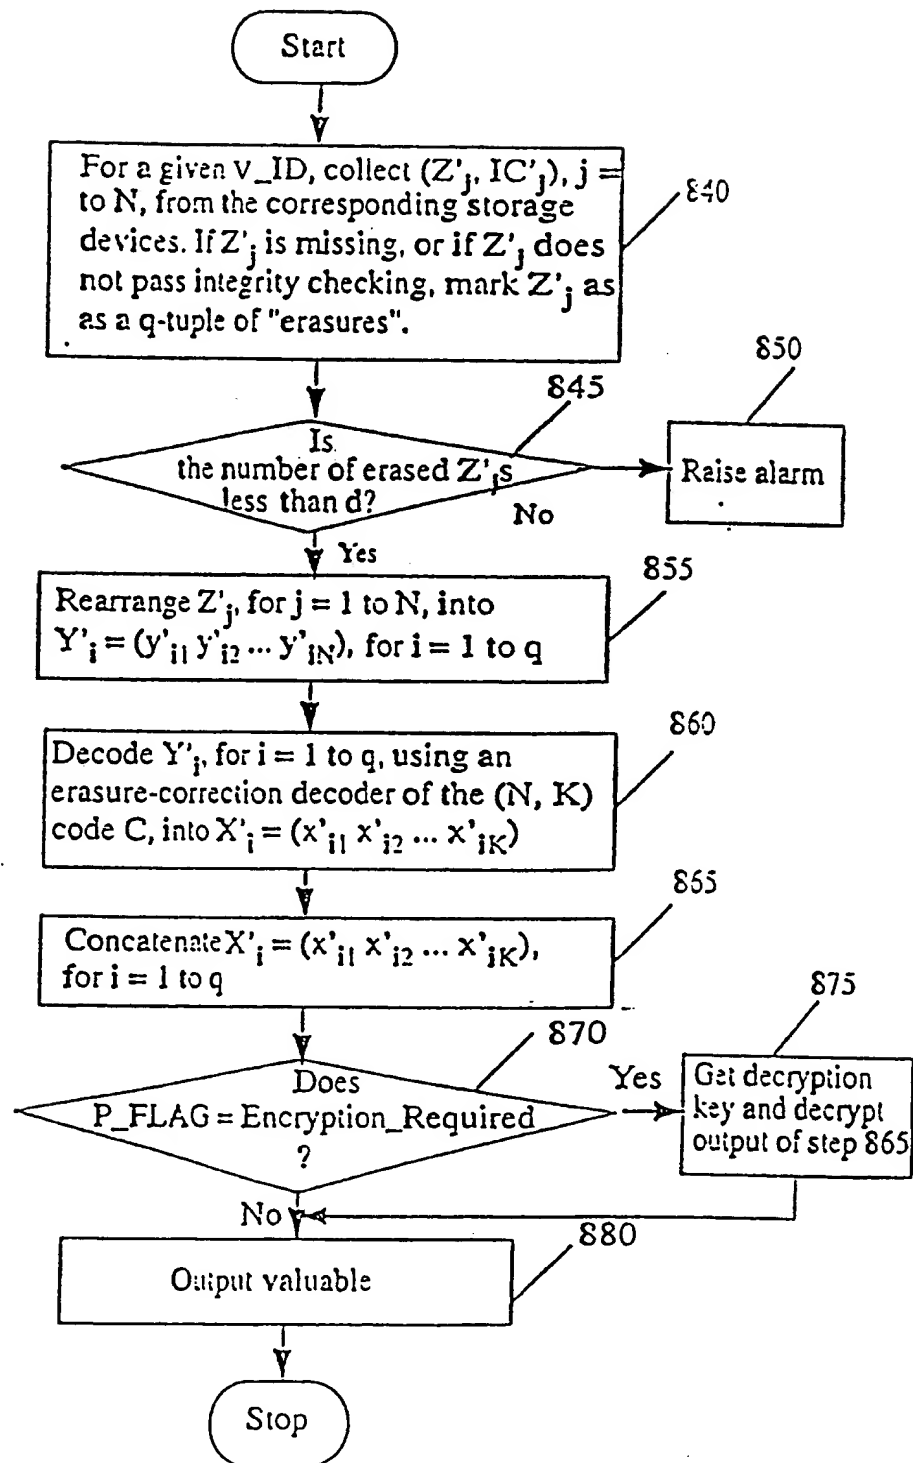 Start
For a given V_ID, collect (Z'j, IC'j), j =
to N, from the corresponding storage
devices. If Z'j is missing, or if Z'j does
not pass integrity checking, mark Z'j as
as a q-tuple of "erasures".
840
850
845
Is
the number of erased Z'js
less than d?
Raise alarm
No
Yes
855
Rearrange Z'j, for j = 1 to N, into
Y'i = (y'i1 y'i2 ... y'iN), for i = 1 to q
860
Decode Y'i, for i = 1 to q, using an
erasure-correction decoder of the (N, K)
code C, into X'i = (x'i1 x'i2 ... x'iK)
865
Concatenate X'i = (x'i1 x'i2 ... x'iK),
for i = 1 to q
875
870
Does
P_FLAG = Encryption_Required
?
Yes
Get decryption
key and decrypt
output of step 865
No
880
Output valuable
Stop